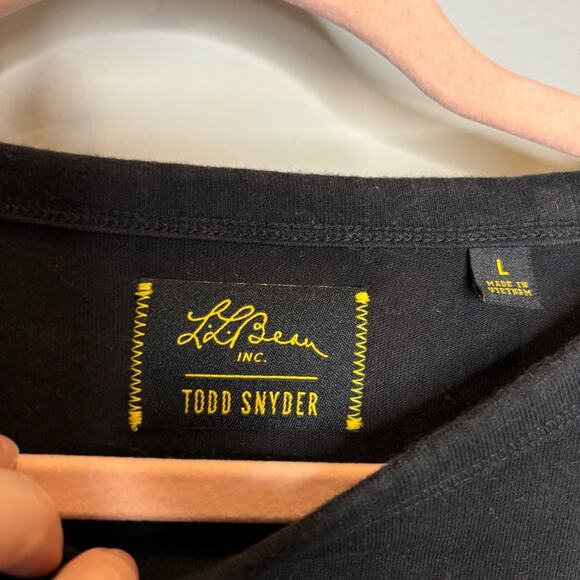 L.L.Bean
INC.
TODD SNYDER
L
MADE IN
VIETNAM